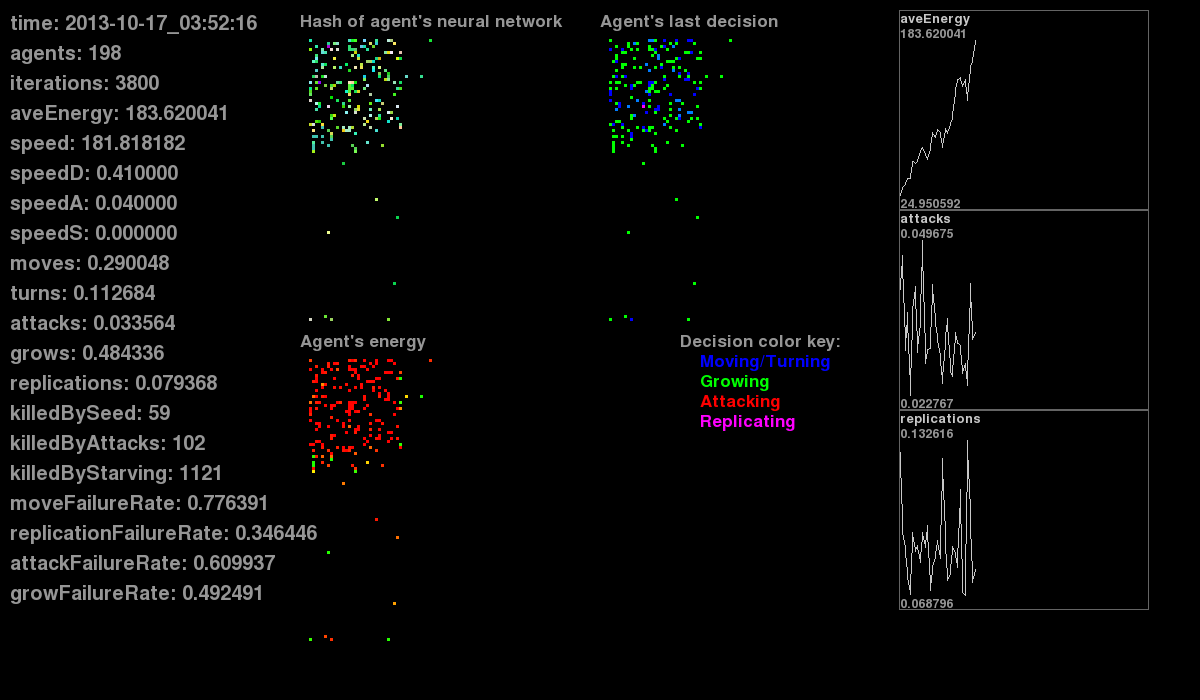 time: 2013-10-17_03:52:16
agents: 198
iterations: 3800
aveEnergy: 183.620041
speed: 181.818182
speedD: 0.410000
speedA: 0.040000
speedS: 0.000000
moves: 0.290048
turns: 0.112684
attacks: 0.033564
grows: 0.484336
replications: 0.079368
killedBySeed: 59
killedByAttacks: 102
killedByStarving: 1121
moveFailureRate: 0.776391
replicationFailureRate: 0.346446
attackFailureRate: 0.609937
growFailureRate: 0.492491
Hash of agent's neural network
Agent's last decision
Agent's energy
Decision color key:
Moving/Turning
Growing
Attacking
Replicating
aveEnergy
183.620041
24.950592
attacks
0.049675
0.022767
replications
0.132616
0.068796